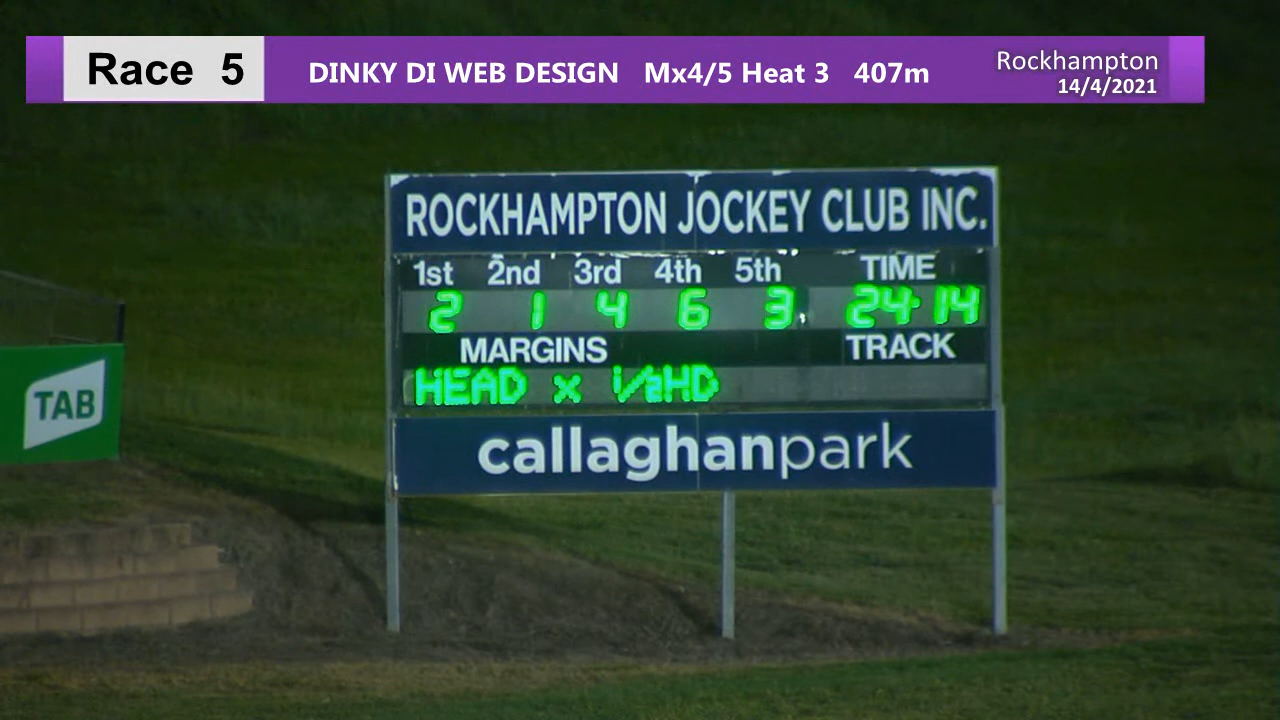 Race 5 DINKY DI WEB DESIGN Mx4/5 Heat 3 407m
Rockhampton
14/4/2021
ROCKHAMPTON JOCKEY CLUB INC.
1st 2nd 3rd 4th 5th TIME
2 1 4 6 3 24.14
MARGINS TRACK
HEAD x 1/2HD
TAB
callaghanpark